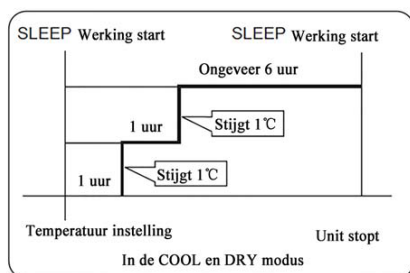 SLEEP Werking start SLEEP Werking start
Ongeveer 6 uur
1 uur Stijgt 1℃
1 uur Stijgt 1℃
Temperatuur instelling Unit stopt
In de COOL en DRY modus